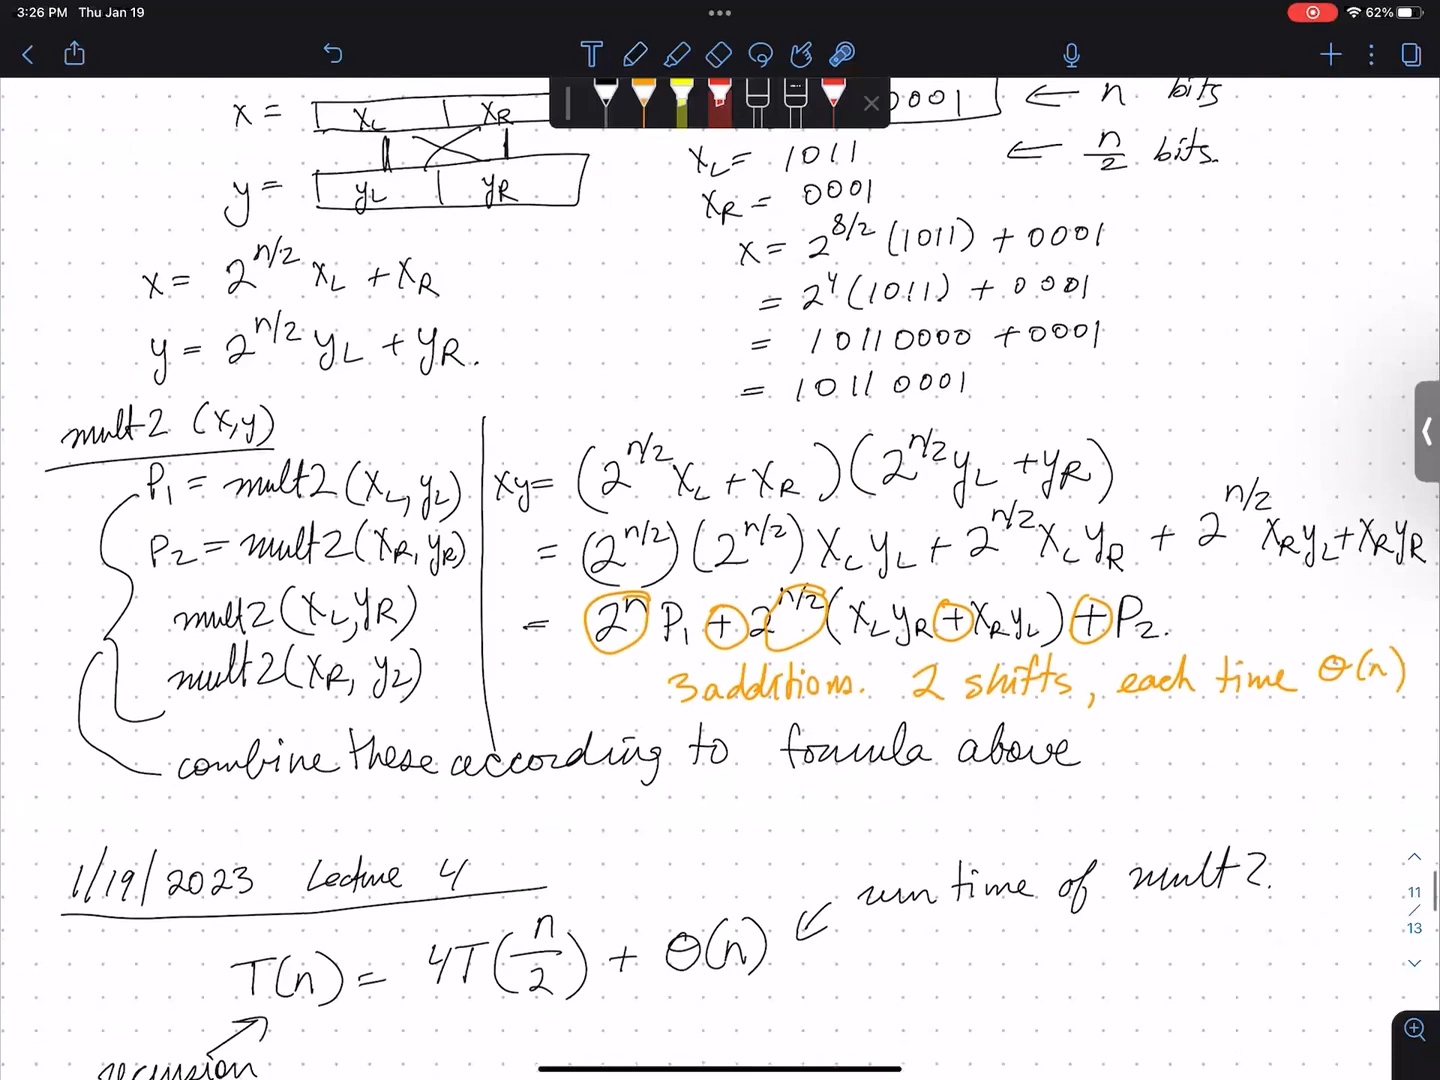 3:26 PM Thu Jan 19
62%
x = xL xR
0001 ← n bits
← n/2 bits.
y = yL yR
xL = 1011
xR = 0001
x = 2^(8/2) (1011) + 0001
= 2^4 (1011) + 0001
= 10110000 + 0001
= 10110001
x = 2^(n/2) xL + xR
y = 2^(n/2) yL + yR.
mult2 (x,y)
P1 = mult2(xL, yL)
P2 = mult2(xR, yR)
mult2(xL, yR)
mult2(xR, yL)
xy = (2^(n/2) xL + xR)(2^(n/2) yL + yR)
= (2^(n/2))(2^(n/2)) xL yL + 2^(n/2) xL yR + 2^(n/2) xR yL + xR yR
= 2^n P1 + 2^(n/2) (xL yR + xR yL) + P2.
3 additions. 2 shifts, each time Θ(n)
combine these according to formula above
1/19/2023 Lecture 4
run time of mult2.
T(n) = 4T(n/2) + Θ(n) ↙
recursion
11
/
13